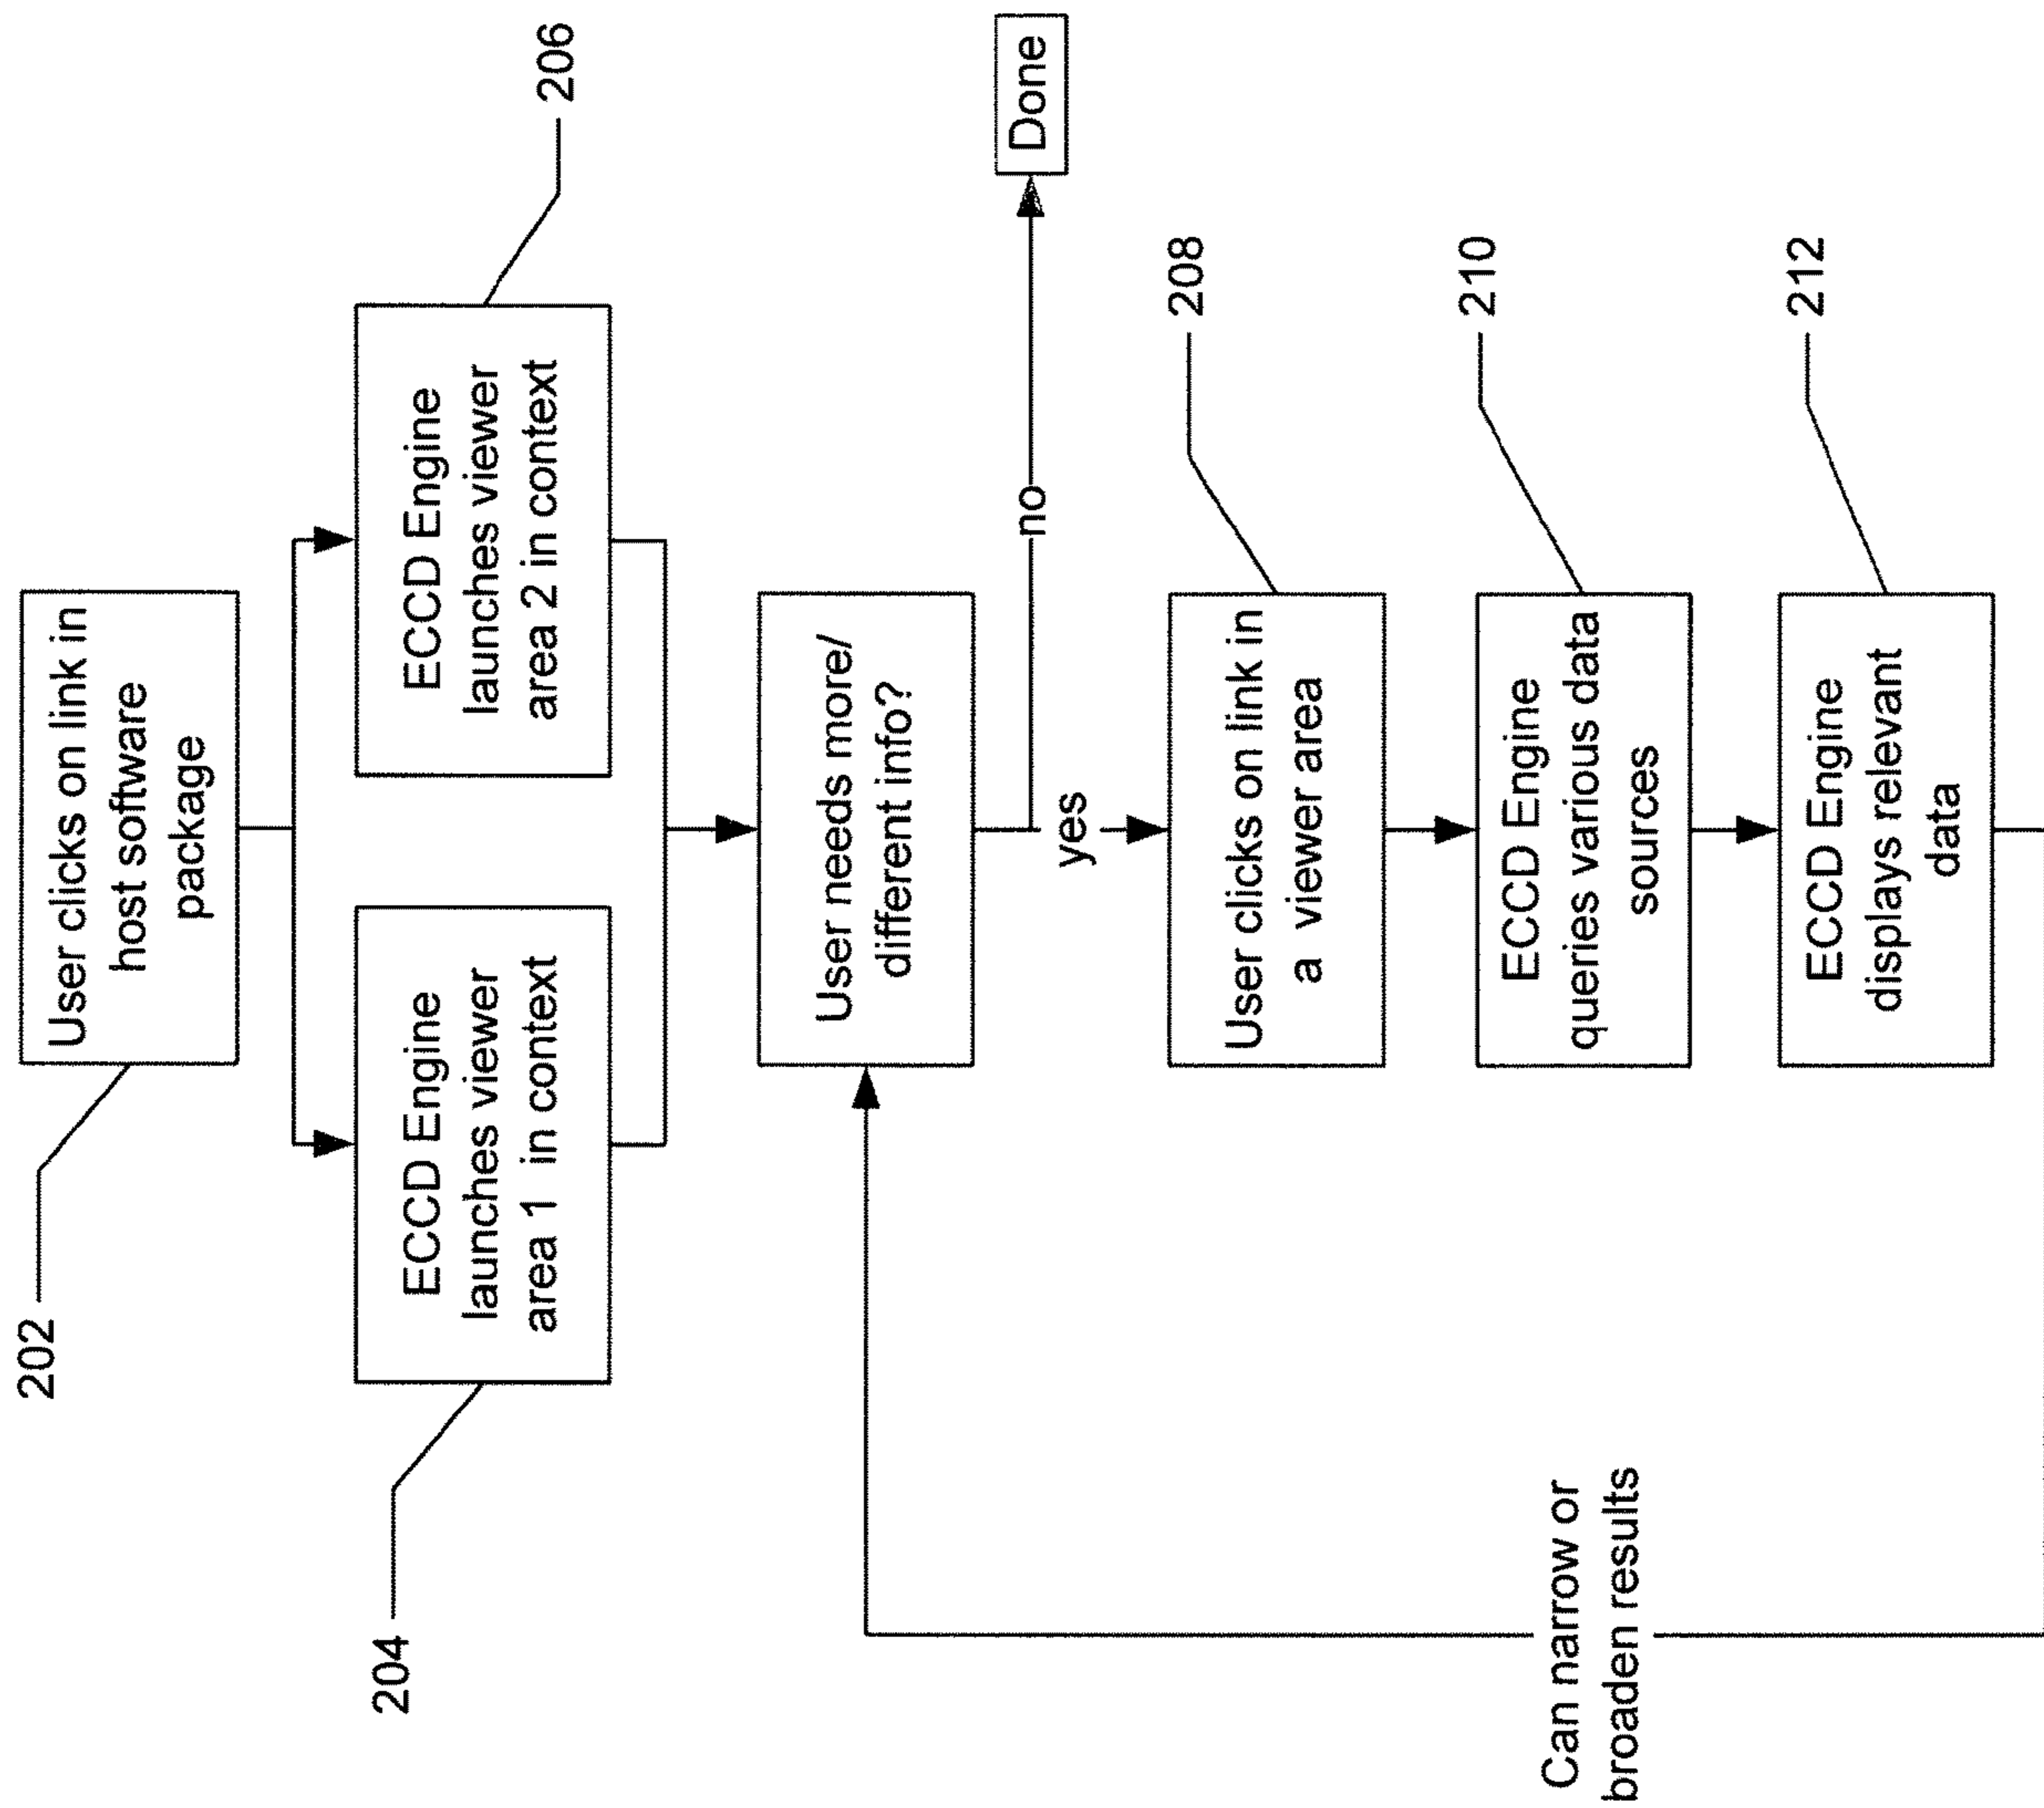 202
User clicks on link in
host software
package
204
ECCD Engine
launches viewer
area 1 in context
ECCD Engine
launches viewer
area 2 in context
206
User needs more/
different info?
no
Done
yes
User clicks on link in
a viewer area
208
ECCD Engine
queries various data
sources
210
ECCD Engine
displays relevant
data
212
Can narrow or
broaden results